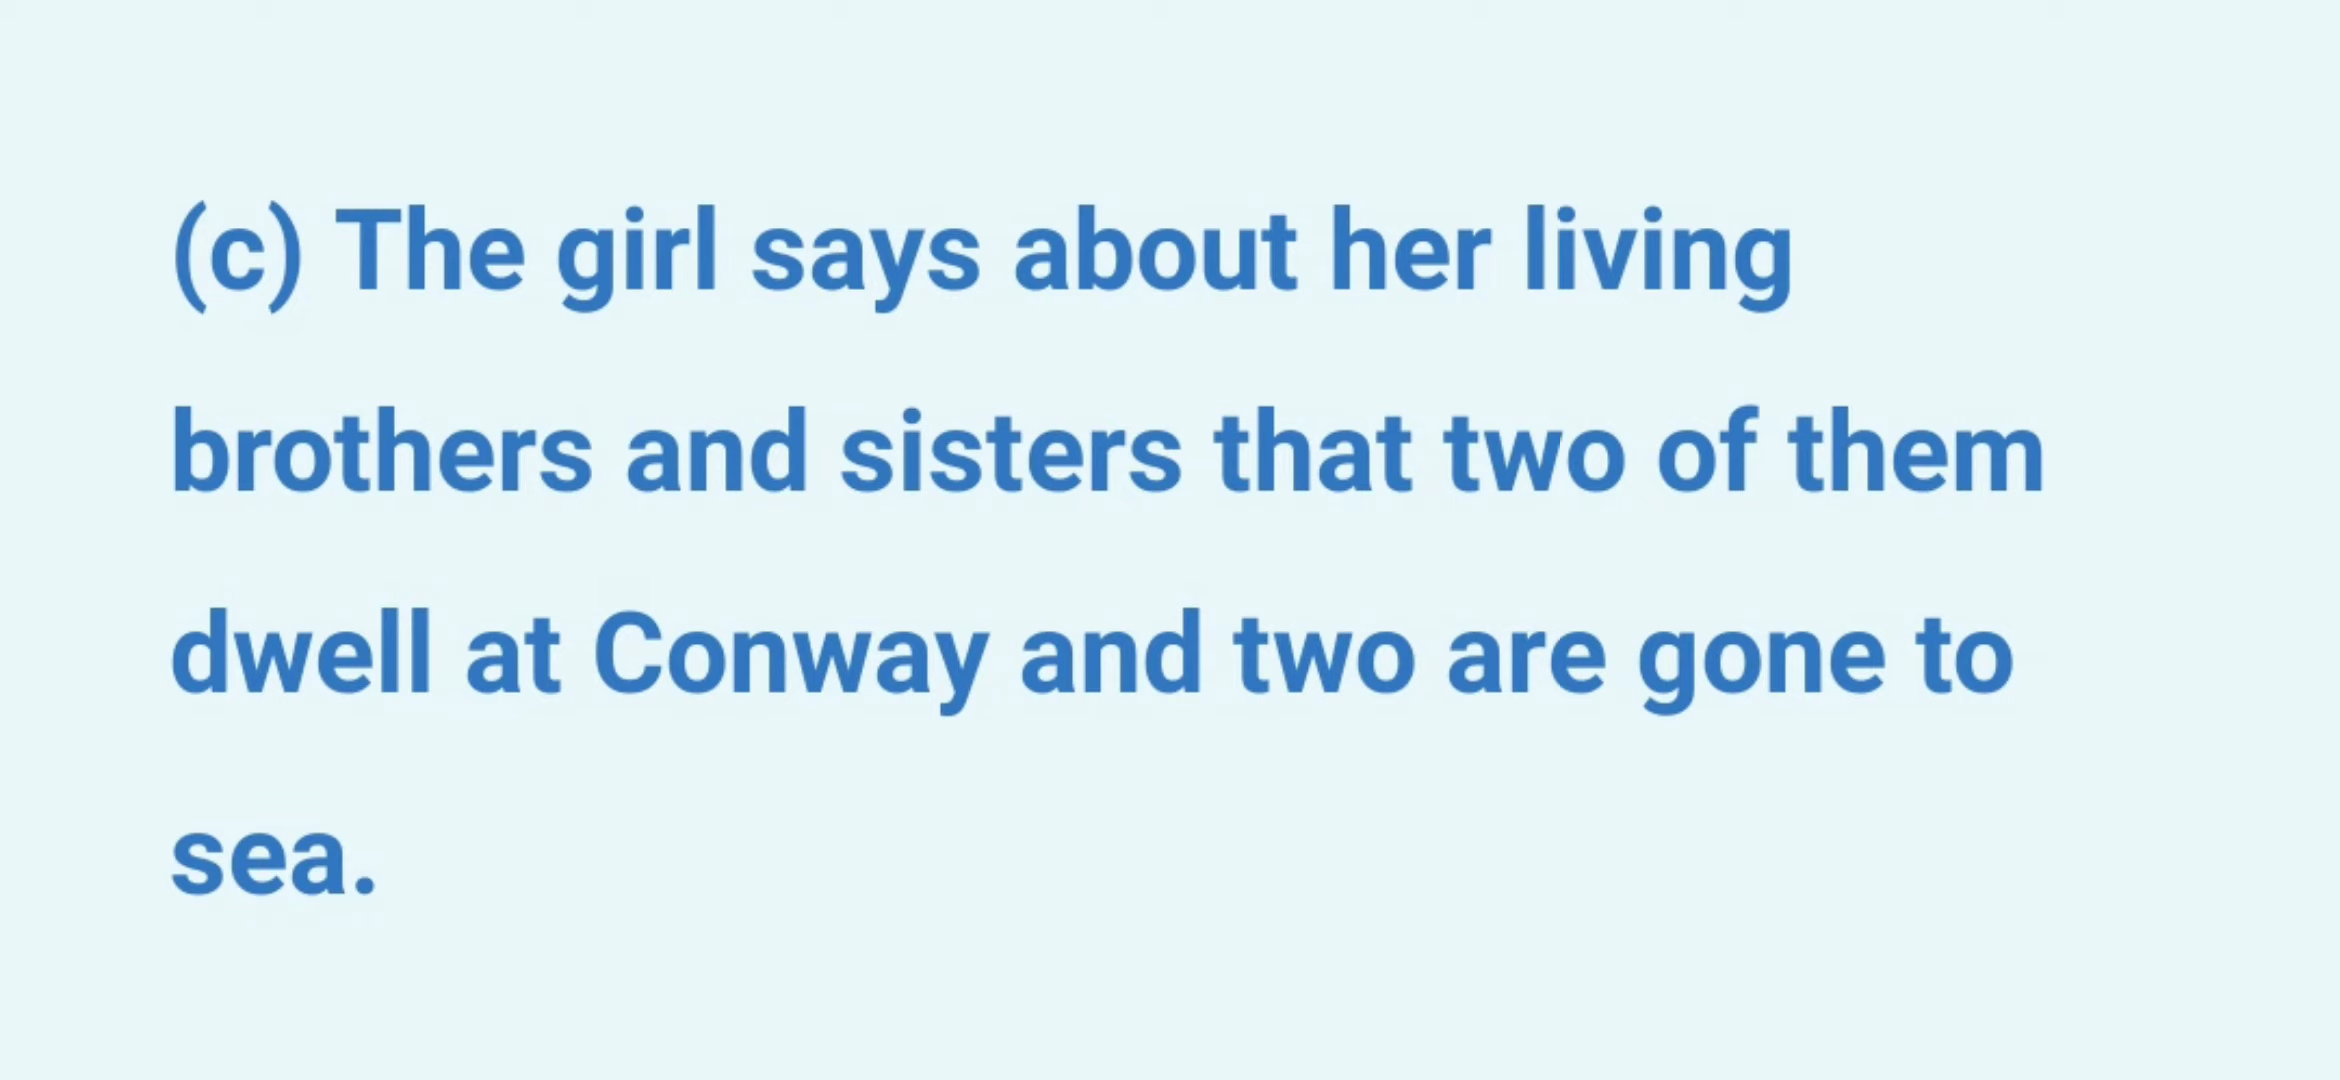 (c) The girl says about her living
brothers and sisters that two of them
dwell at Conway and two are gone to
sea.